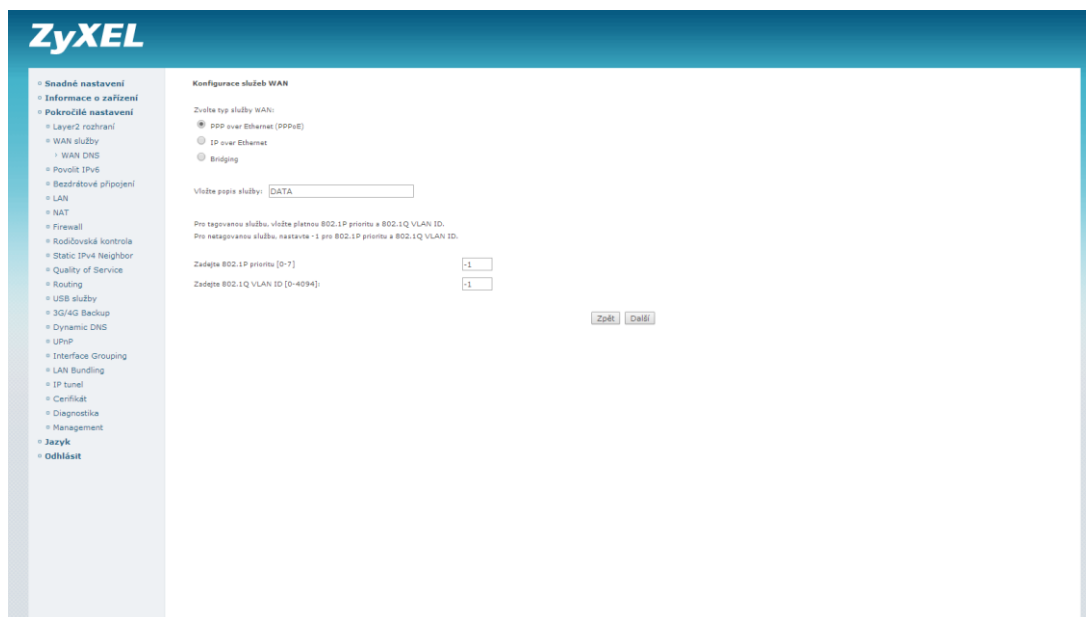 ZyXEL
Snadné nastavení
Informace o zařízení
Pokročilé nastavení
Layer2 rozhraní
WAN služby
WAN DNS
Povolit IPv6
Bezdrátové připojení
LAN
NAT
Firewall
Rodičovská kontrola
Static IPv4 Neighbor
Quality of Service
Routing
USB služby
3G/4G Backup
Dynamic DNS
UPnP
Interface Grouping
LAN Bundling
IP tunel
Cerifikát
Diagnostika
Management
Jazyk
Odhlásit
Konfigurace služeb WAN
Zvolte typ služby WAN:
PPP over Ethernet (PPPoE)
IP over Ethernet
Bridging
Vložte popis služby: DATA
Pro tagovanou službu, vložte platnou 802.1P prioritu a 802.1Q VLAN ID.
Pro netagovanou službu, nastavte -1 pro 802.1P prioritu a 802.1Q VLAN ID.
Zadejte 802.1P prioritu [0-7] -1
Zadejte 802.1Q VLAN ID [0-4094]: -1
Zpět Další